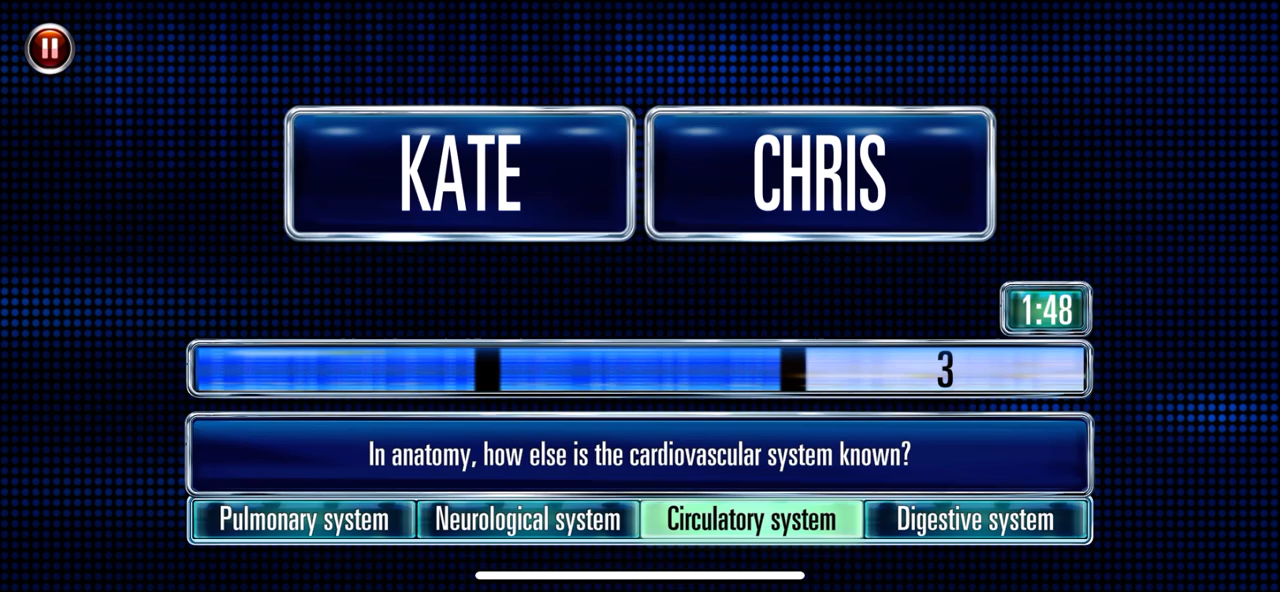 KATE
CHRIS
1:48
3
In anatomy, how else is the cardiovascular system known?
Pulmonary system
Neurological system
Circulatory system
Digestive system